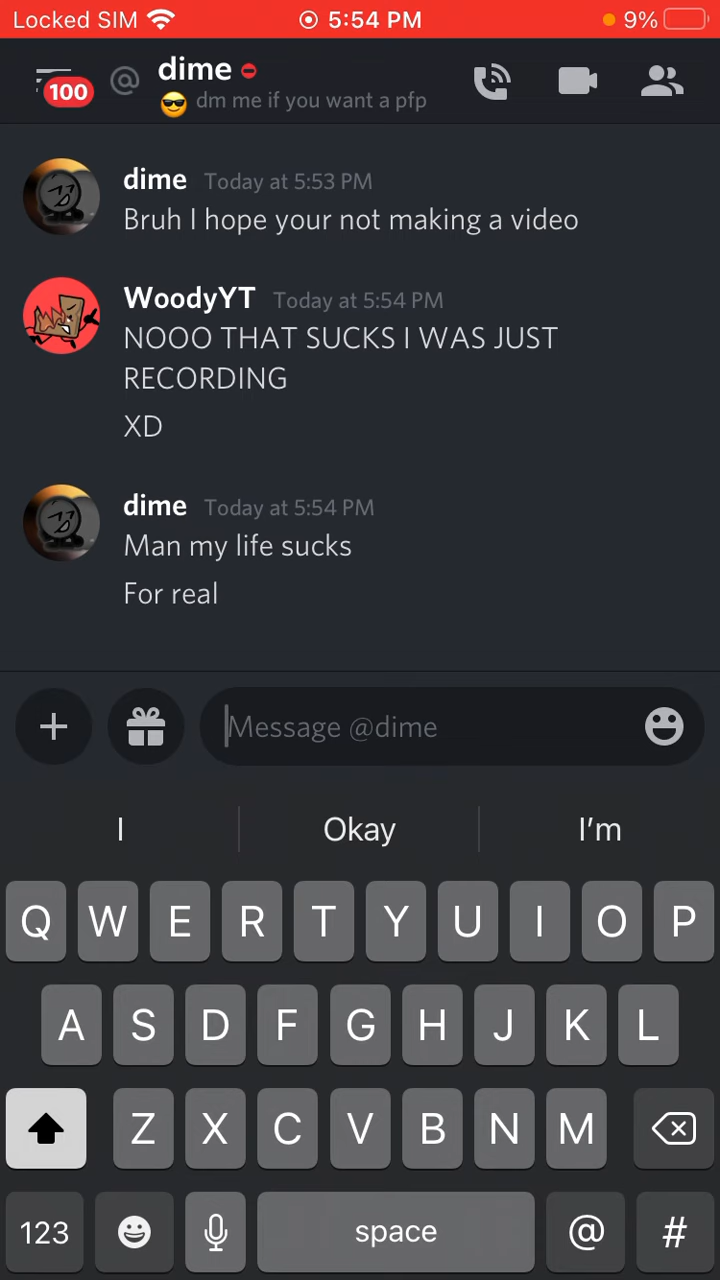 Locked SIM 5:54 PM 9%
100 @ dime
dm me if you want a pfp
dime Today at 5:53 PM
Bruh I hope your not making a video
WoodyYT Today at 5:54 PM
NOOO THAT SUCKS I WAS JUST
RECORDING
XD
dime Today at 5:54 PM
Man my life sucks
For real
Message @dime
I Okay I'm
Q W E R T Y U I O P
A S D F G H J K L
Z X C V B N M
123 space @ #